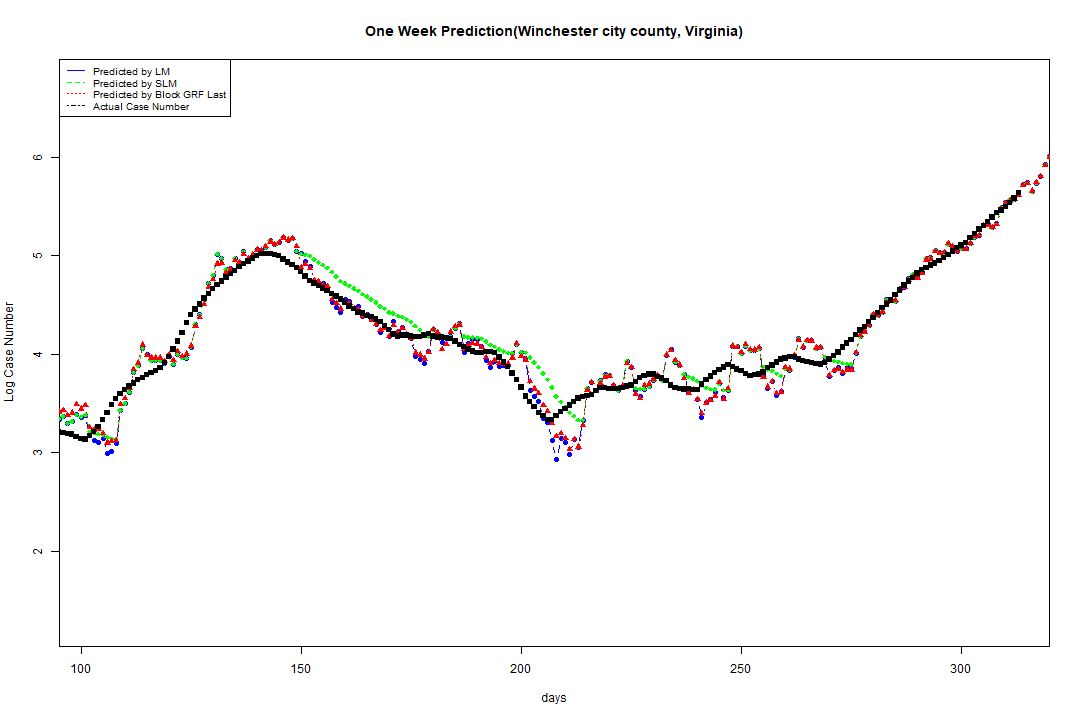 One Week Prediction(Winchester city county, Virginia)
Predicted by LM
Predicted by SLM
Predicted by Block GRF Last
Actual Case Number
6
5
4
3
2
Log Case Number
100
150
200
250
300
days